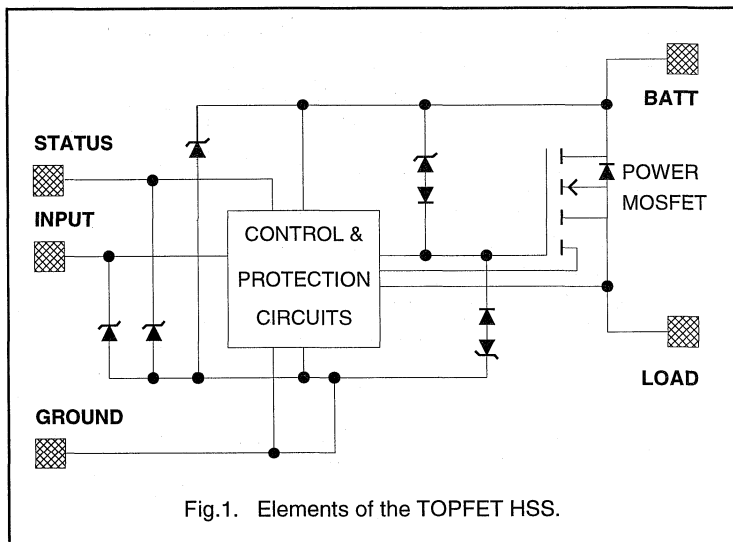 BATT
STATUS
POWER
MOSFET
INPUT
CONTROL &
PROTECTION
CIRCUITS
LOAD
GROUND
Fig.1. Elements of the TOPFET HSS.